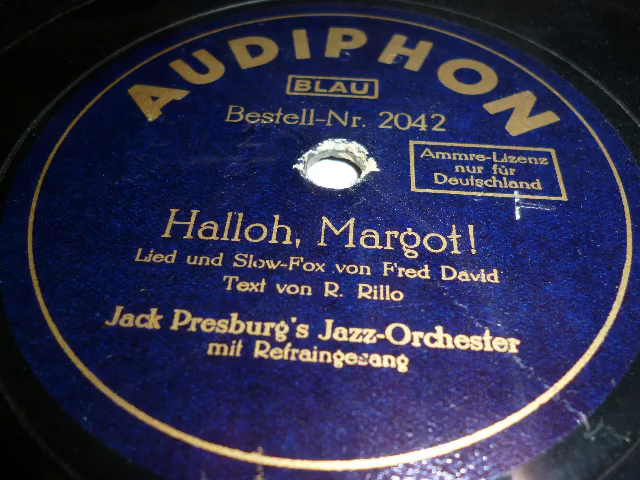 AUDIPHON
BLAU
Bestell-Nr. 2042
Ammre-Lizenz
nur für
Deutschland
Halloh, Margot!
Lied und Slow-Fox von Fred David
Text von R. Rillo
Jack Presburg's Jazz-Orchester
mit Refraingesang